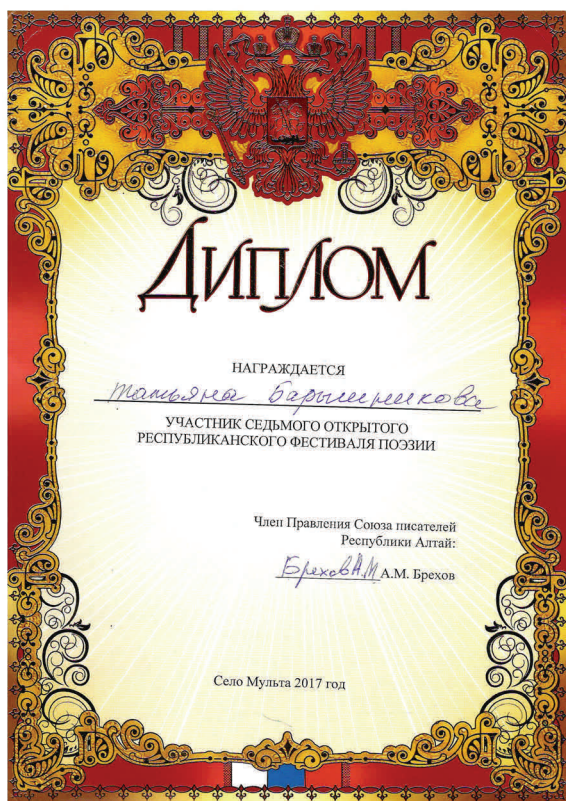 ДИПЛОМ
НАГРАЖДАЕТСЯ
Татьяна Барышникова
УЧАСТНИК СЕДЬМОГО ОТКРЫТОГО
РЕСПУБЛИКАНСКОГО ФЕСТИВАЛЯ ПОЭЗИИ
Член Правления Союза писателей
Республики Алтай:
Брехов А.М А.М. Брехов
Село Мульта 2017 год